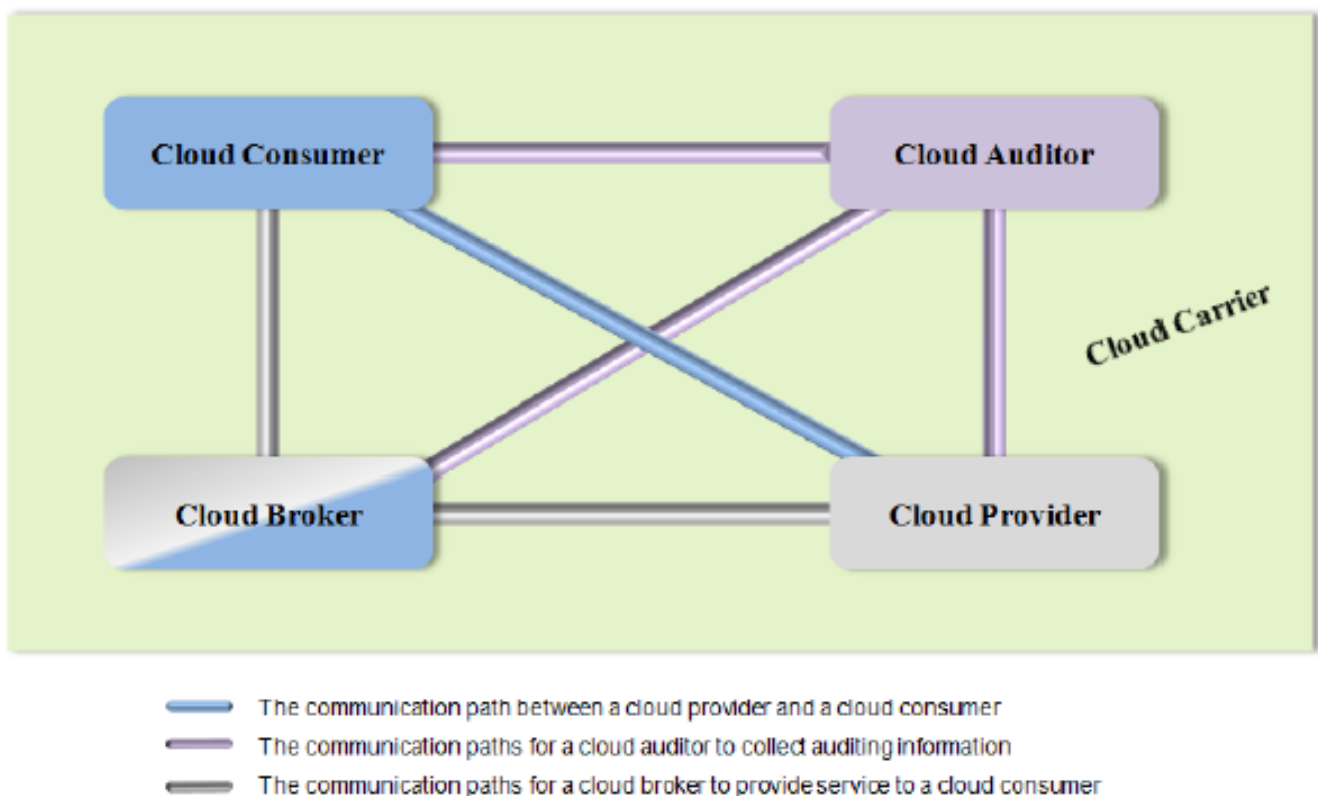 Cloud Consumer
Cloud Auditor
Cloud Carrier
Cloud Broker
Cloud Provider
The communication path between a cloud provider and a cloud consumer
The communication paths for a cloud auditor to collect auditing information
The communication paths for a cloud broker to provide service to a cloud consumer